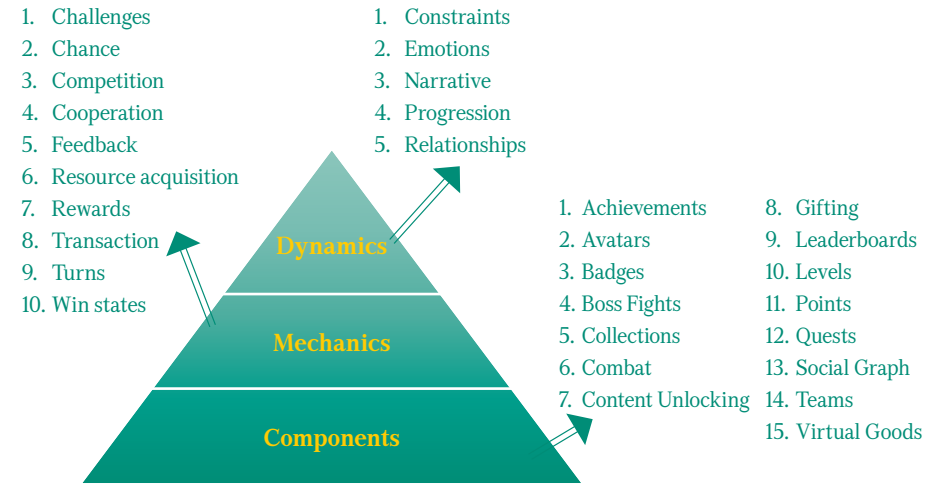 1. Challenges
2. Chance
3. Competition
4. Cooperation
5. Feedback
6. Resource acquisition
7. Rewards
8. Transaction
9. Turns
10. Win states
1. Constraints
2. Emotions
3. Narrative
4. Progression
5. Relationships
Dynamics
Mechanics
Components
1. Achievements
2. Avatars
3. Badges
4. Boss Fights
5. Collections
6. Combat
7. Content Unlocking
8. Gifting
9. Leaderboards
10. Levels
11. Points
12. Quests
13. Social Graph
14. Teams
15. Virtual Goods